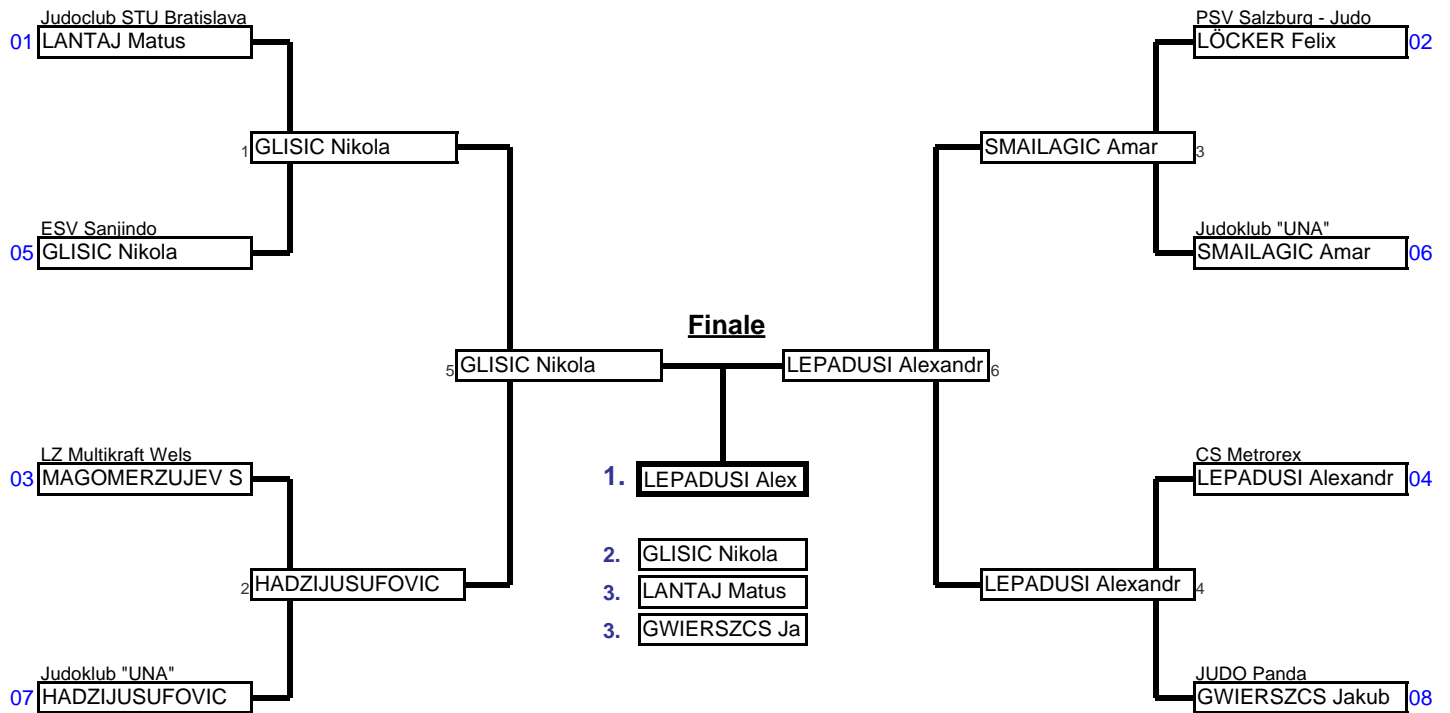 Judoclub STU Bratislava
01 LANTAJ Matus
1 GLISIC Nikola
ESV Sanjindo
05 GLISIC Nikola
5 GLISIC Nikola
LZ Multikraft Wels
03 MAGOMERZUJEV S
2 HADZIJUSUFOVIC
Judoklub "UNA"
07 HADZIJUSUFOVIC
Finale
1. LEPADUSI Alex
2. GLISIC Nikola
3. LANTAJ Matus
3. GWIERSZCS Ja
PSV Salzburg - Judo
LÖCKER Felix 02
SMAILAGIC Amar 3
Judoklub "UNA"
SMAILAGIC Amar 06
LEPADUSI Alexandr 6
CS Metrorex
LEPADUSI Alexandr 04
LEPADUSI Alexandr 4
JUDO Panda
GWIERSZCS Jakub 08